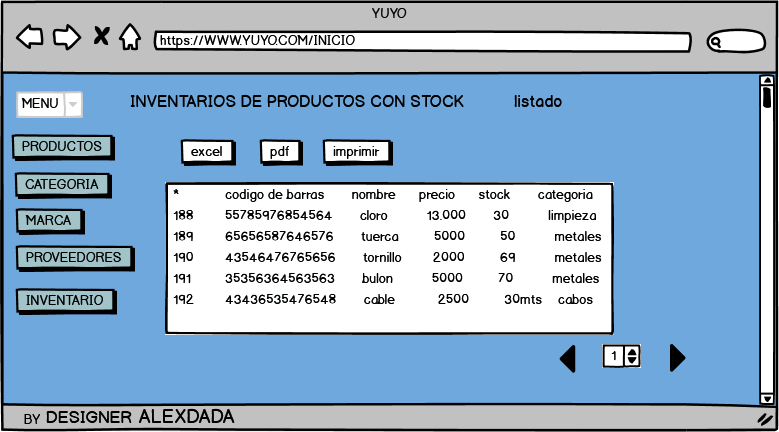 YUYO
https://WWW.YUYO.COM/INICIO
MENU
INVENTARIOS DE PRODUCTOS CON STOCK listado
PRODUCTOS
CATEGORIA
MARCA
PROVEEDORES
INVENTARIO
excel pdf imprimir
* codigo de barras nombre precio stock categoria
188 55785976854564 cloro 13.000 30 limpieza
189 65656587646576 tuerca 5000 50 metales
190 43546476765656 tornillo 2000 69 metales
191 35356364563563 bulon 5000 70 metales
192 43436535476548 cable 2500 30mts cabos
1
BY DESIGNER ALEXDADA